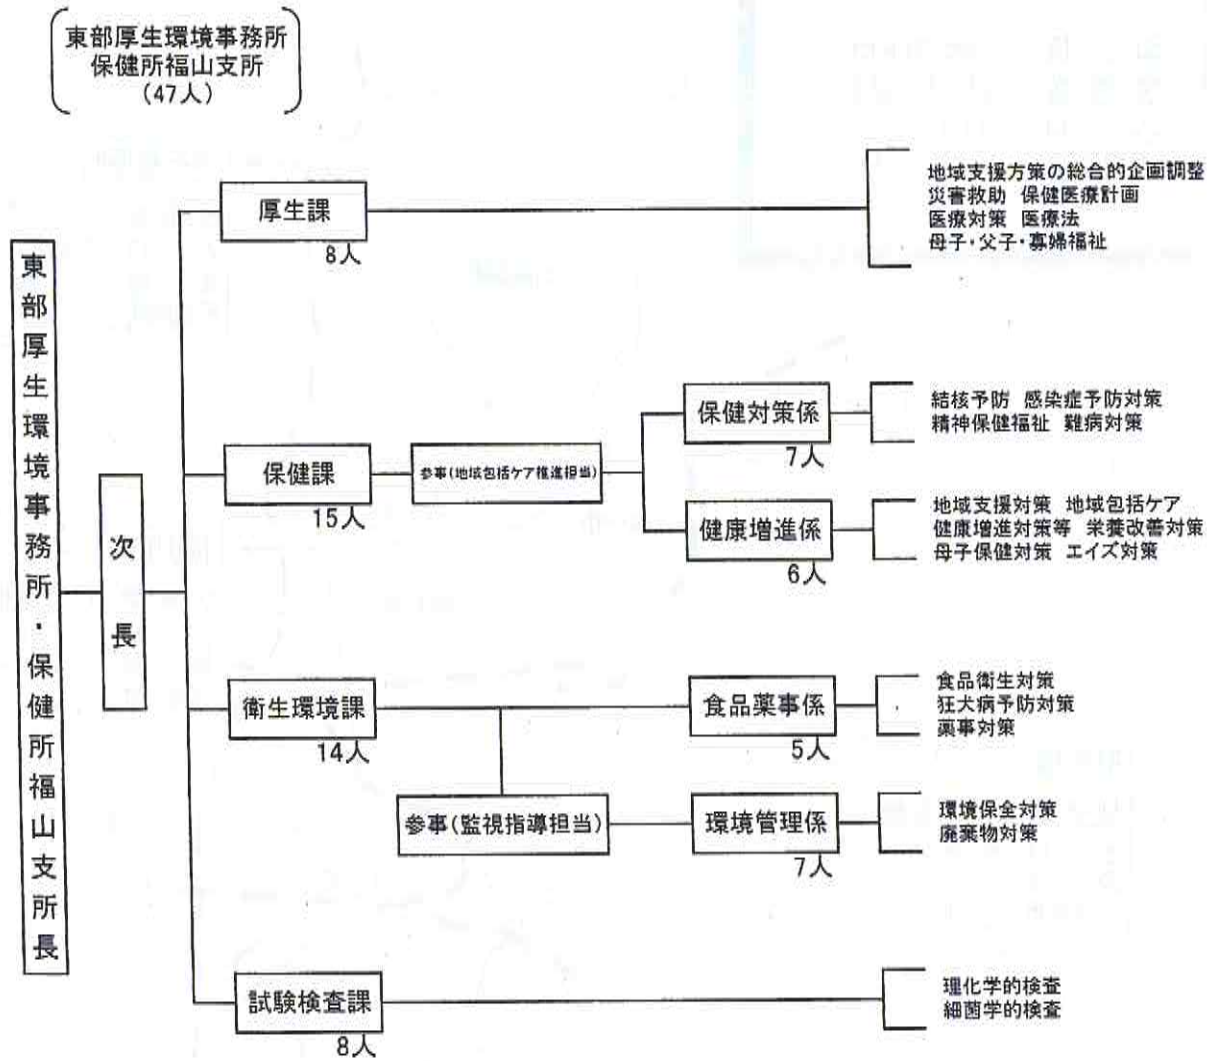 東部厚生環境事務所
保健所福山支所
(47人)
東部厚生環境事務所・保健所福山支所長
次長
厚生課
8人
地域支援方策の総合的企画調整
災害救助 保健医療計画
医療対策 医療法
母子・父子・寡婦福祉
保健課
15人
参事(地域包括ケア推進担当)
保健対策係
7人
結核予防 感染症予防対策
精神保健福祉 難病対策
健康増進係
6人
地域支援対策 地域包括ケア
健康増進対策等 栄養改善対策
母子保健対策 エイズ対策
衛生環境課
14人
食品薬事係
5人
食品衛生対策
狂犬病予防対策
薬事対策
参事(監視指導担当)
環境管理係
7人
環境保全対策
廃棄物対策
試験検査課
8人
理化学的検査
細菌学的検査